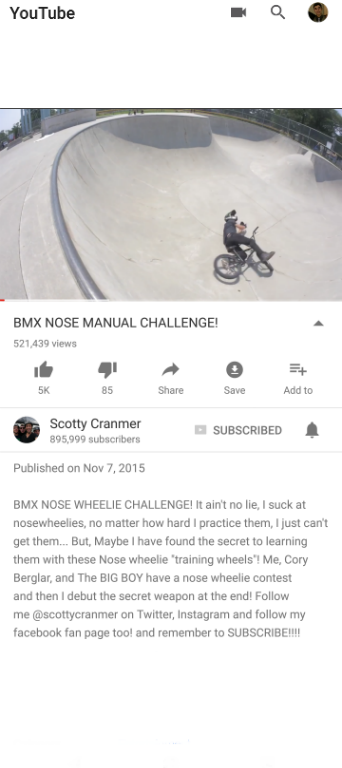 YouTube
BMX NOSE MANUAL CHALLENGE!
521,439 views
5K
85
Share
Save
Add to
Scotty Cranmer
895,999 subscribers
SUBSCRIBED
Published on Nov 7, 2015
BMX NOSE WHEELIE CHALLENGE! It ain't no lie, I suck at
nosewheelies, no matter how hard I practice them, I just can't
get them... But, Maybe I have found the secret to learning
them with these Nose wheelie "training wheels"! Me, Cory
Berglar, and The BIG BOY have a nose wheelie contest
and then I debut the secret weapon at the end! Follow
me @scottycranmer on Twitter, Instagram and follow my
facebook fan page too! and remember to SUBSCRIBE!!!!